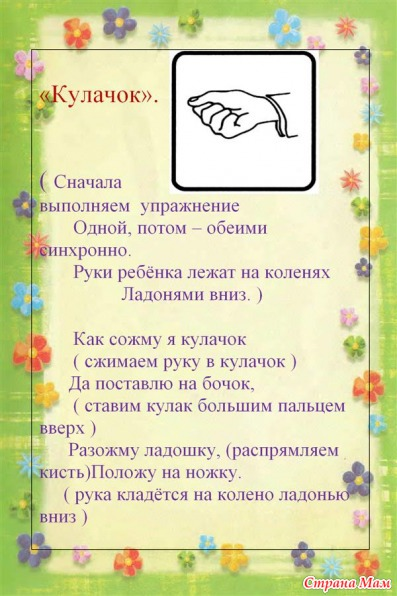 «Кулачок».
( Сначала
выполняем упражнение
Одной, потом – обеими
синхронно.
Руки ребёнка лежат на коленях
Ладонями вниз. )
Как сожму я кулачок
( сжимаем руку в кулачок )
Да поставлю на бочок,
( ставим кулак большим пальцем
вверх )
Разожму ладошку, (распрямляем
кисть)Положу на ножку.
( рука кладётся на колено ладонью
вниз )
Страна Мам